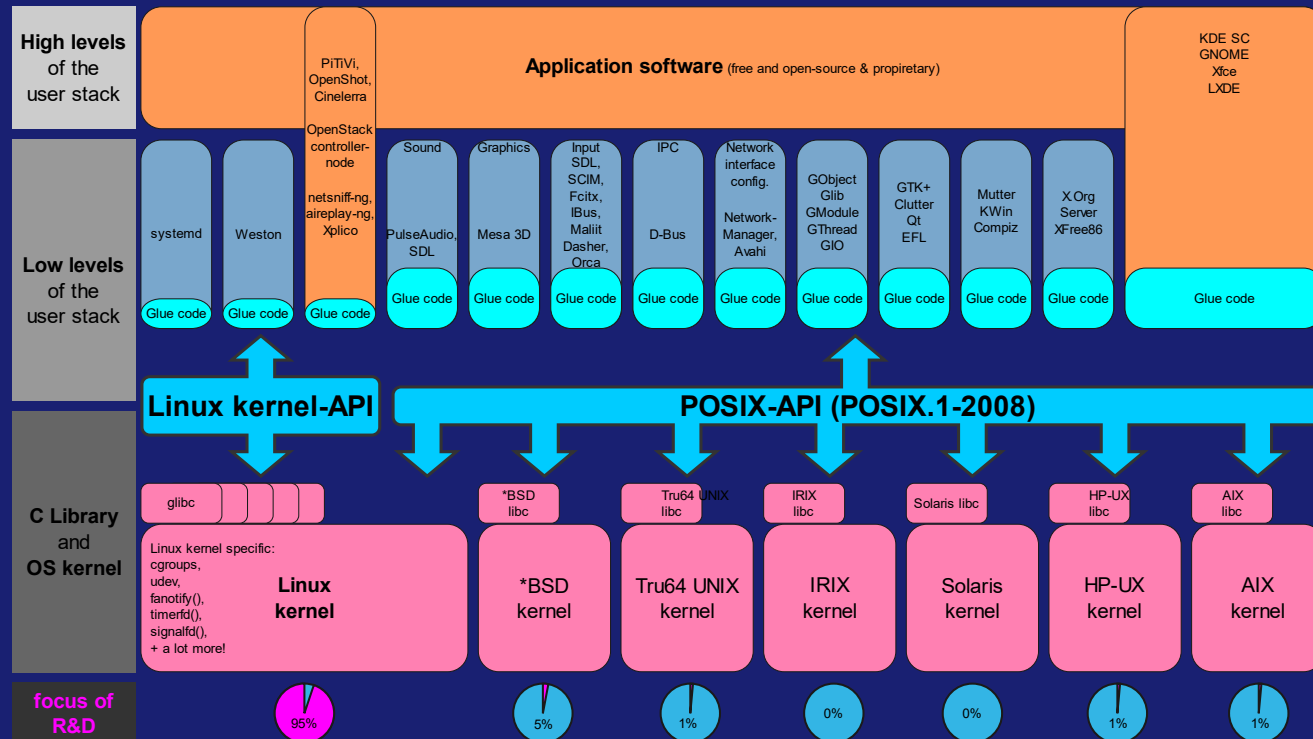 High levels
of the
user stack
Application software (free and open-source & propiretary)
PiTiVi,
OpenShot,
Cinelerra
OpenStack
controller-
node
netsniff-ng,
aireplay-ng,
Xplico
Glue code
KDE SC
GNOME
Xfce
LXDE
Glue code
Low levels
of the
user stack
systemd
Glue code
Weston
Glue code
Sound
PulseAudio,
SDL
Glue code
Graphics
Mesa 3D
Glue code
Input
SDL,
SCIM,
Fcitx,
IBus,
Maliit
Dasher,
Orca
Glue code
IPC
D-Bus
Glue code
Network
interface
config.
Network-
Manager,
Avahi
Glue code
GObject
Glib
GModule
GThread
GIO
Glue code
GTK+
Clutter
Qt
EFL
Glue code
Mutter
KWin
Compiz
Glue code
X.Org
Server
XFree86
Glue code
Linux kernel-API
POSIX-API (POSIX.1-2008)
C Library
and
OS kernel
glibc
*BSD
libc
Tru64 UNIX
libc
IRIX
libc
Solaris libc
HP-UX
libc
AIX
libc
Linux kernel specific:
cgroups,
udev,
fanotify(),
timerfd(),
signalfd(),
+ a lot more!
Linux
kernel
*BSD
kernel
Tru64 UNIX
kernel
IRIX
kernel
Solaris
kernel
HP-UX
kernel
AIX
kernel
focus of
R&D
95%
5%
1%
0%
0%
1%
1%